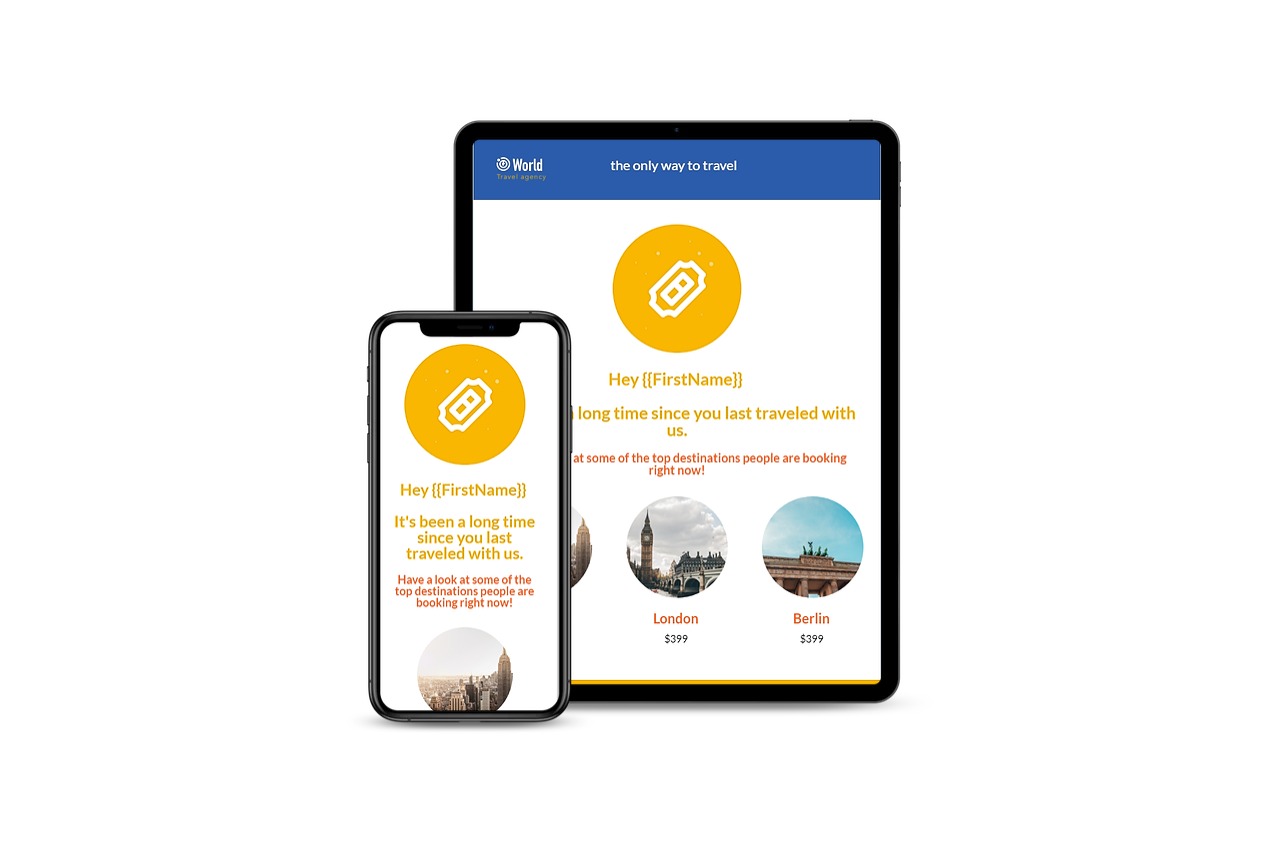 World
Travel agency
the only way to travel
Hey {{FirstName}}
long time since you last traveled with
us.
at some of the top destinations people are booking
right now!
London
$399
Berlin
$399
Hey {{FirstName}}
It's been a long time
since you last
traveled with us.
Have a look at some of the
top destinations people are
booking right now!